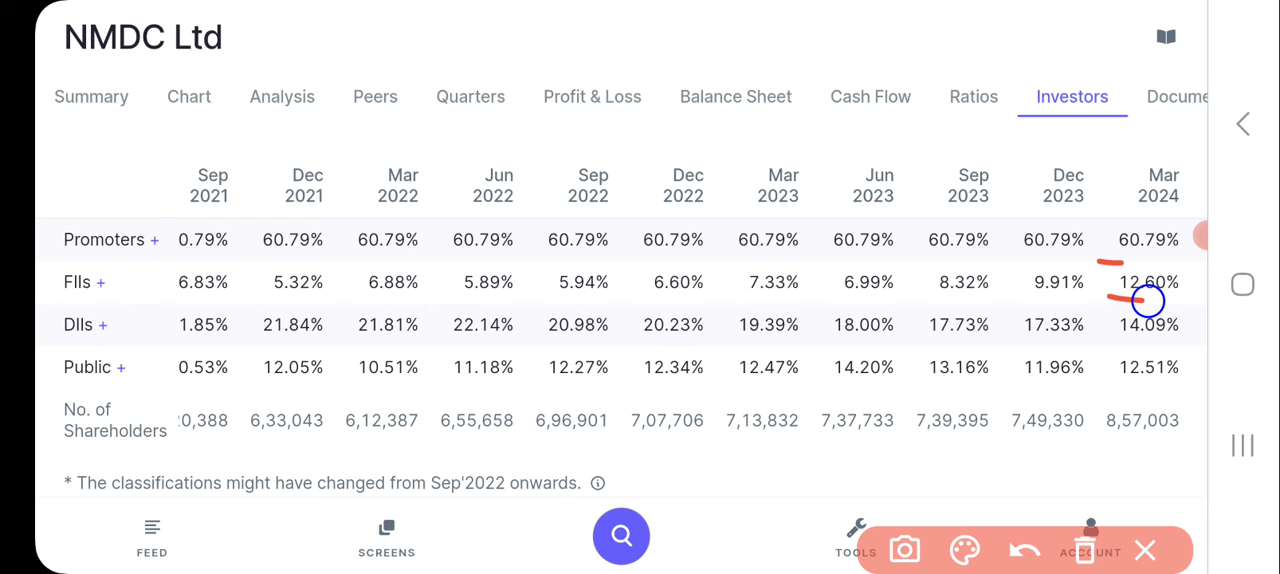 NMDC Ltd
Summary Chart Analysis Peers Quarters Profit & Loss Balance Sheet Cash Flow Ratios Investors Docume
Sep 2021 Dec 2021 Mar 2022 Jun 2022 Sep 2022 Dec 2022 Mar 2023 Jun 2023 Sep 2023 Dec 2023 Mar 2024
Promoters + 0.79% 60.79% 60.79% 60.79% 60.79% 60.79% 60.79% 60.79% 60.79% 60.79% 60.79%
FIIs + 6.83% 5.32% 6.88% 5.89% 5.94% 6.60% 7.33% 6.99% 8.32% 9.91% 12.60%
DIIs + 1.85% 21.84% 21.81% 22.14% 20.98% 20.23% 19.39% 18.00% 17.73% 17.33% 14.09%
Public + 0.53% 12.05% 10.51% 11.18% 12.27% 12.34% 12.47% 14.20% 13.16% 11.96% 12.51%
No. of Shareholders 20,388 6,33,043 6,12,387 6,55,658 6,96,901 7,07,706 7,13,832 7,37,733 7,39,395 7,49,330 8,57,003
* The classifications might have changed from Sep'2022 onwards.
FEED SCREENS TOOLS ACCOUNT